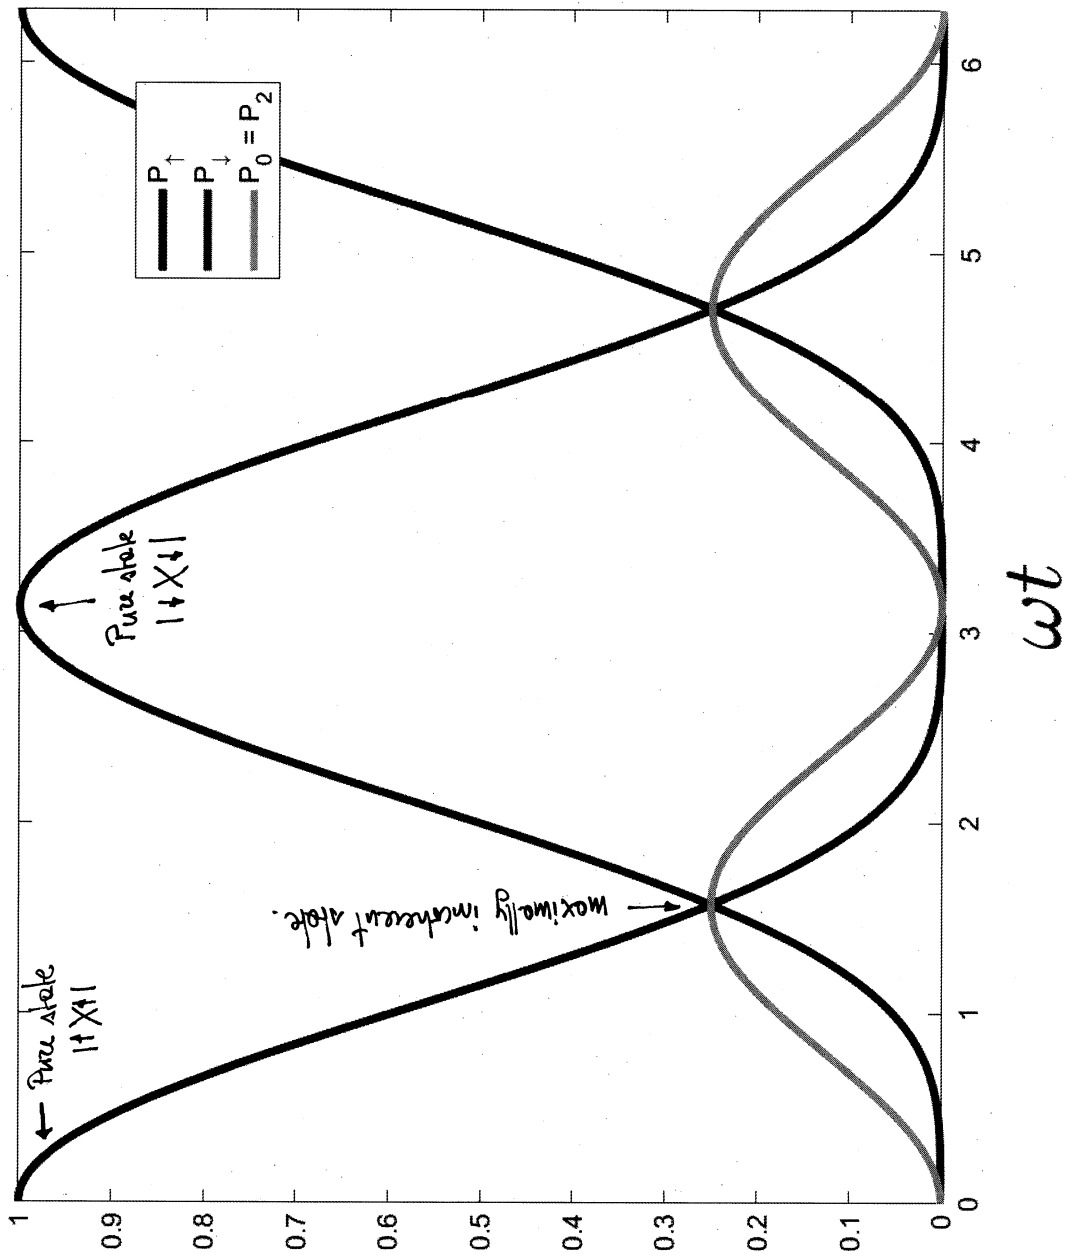 P↑
P↓
P₀ = P₂
← Pure state
|↑X↑|
Pure state
|↓X↓|
maximally incoherent state.
1
0.9
0.8
0.7
0.6
0.5
0.4
0.3
0.2
0.1
0
0
1
2
3
4
5
6
ωt